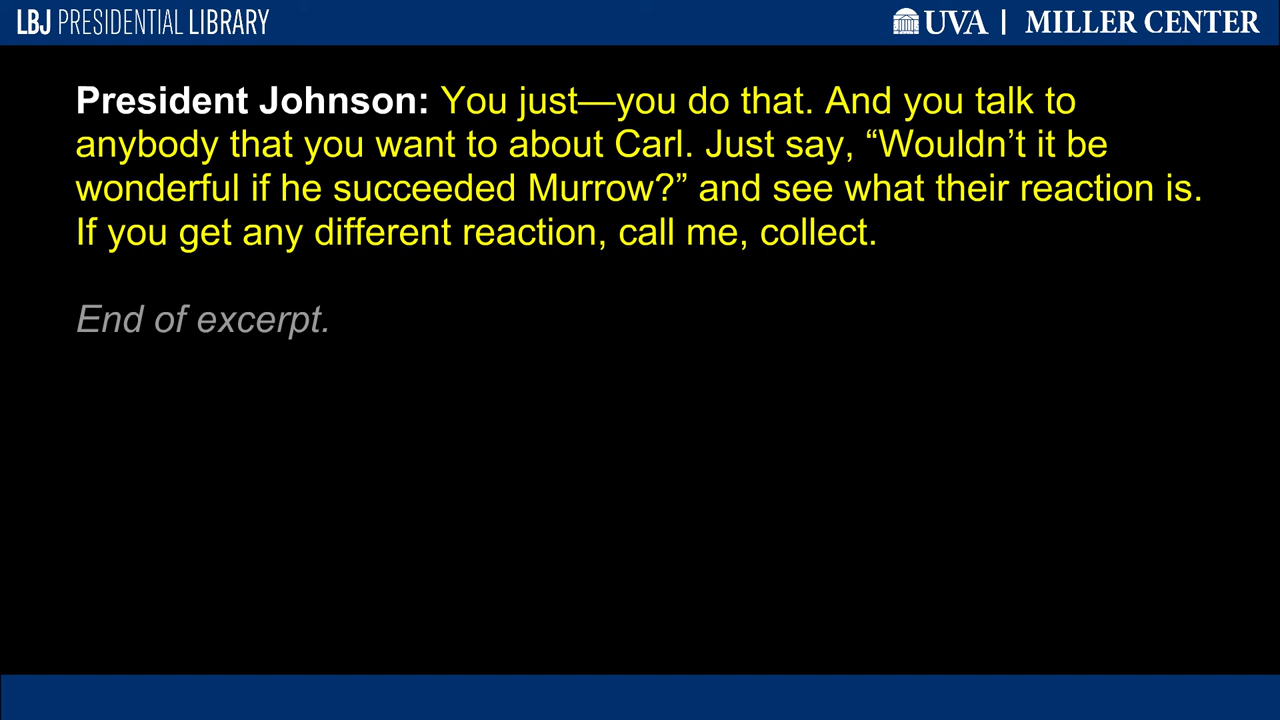 LBJ PRESIDENTIAL LIBRARY
UVA | MILLER CENTER
President Johnson: You just—you do that. And you talk to
anybody that you want to about Carl. Just say, “Wouldn’t it be
wonderful if he succeeded Murrow?” and see what their reaction is.
If you get any different reaction, call me, collect.
End of excerpt.